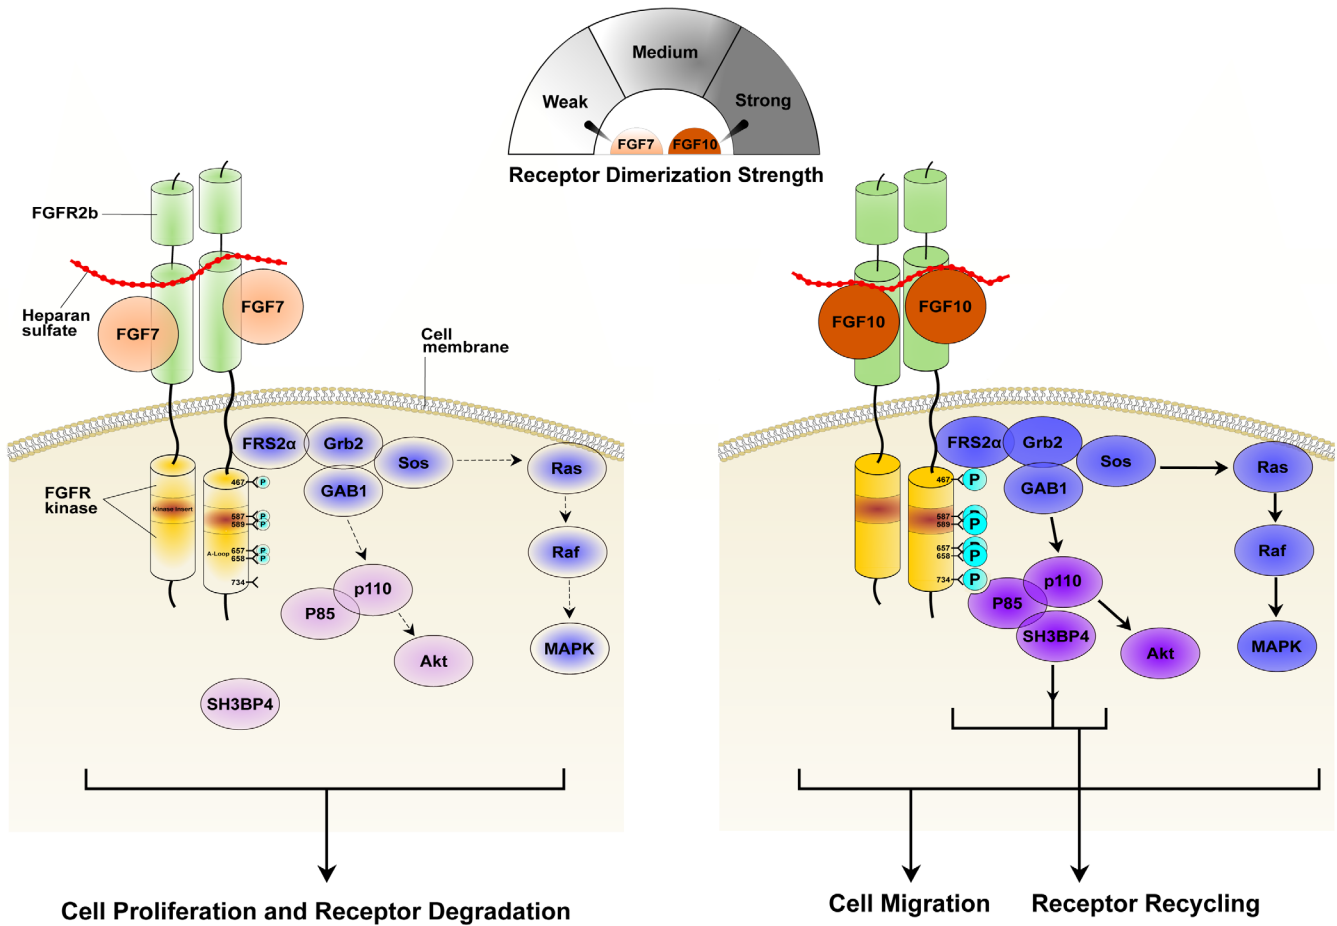 Medium
Weak
Strong
FGF7
FGF10
Receptor Dimerization Strength
FGFR2b
Heparan
sulfate
FGF7
FGF7
Cell
membrane
FRS2α
Grb2
Sos
Ras
GAB1
467
P
FGFR
kinase
Kinase Insert
587
P
589
P
A-Loop
657
P
658
P
734
Raf
p110
P85
Akt
MAPK
SH3BP4
Cell Proliferation and Receptor Degradation
FGF10
FGF10
FRS2α
Grb2
Sos
Ras
GAB1
467
P
587
P
589
P
657
P
658
P
734
P
Raf
p110
P85
SH3BP4
Akt
MAPK
Cell Migration
Receptor Recycling